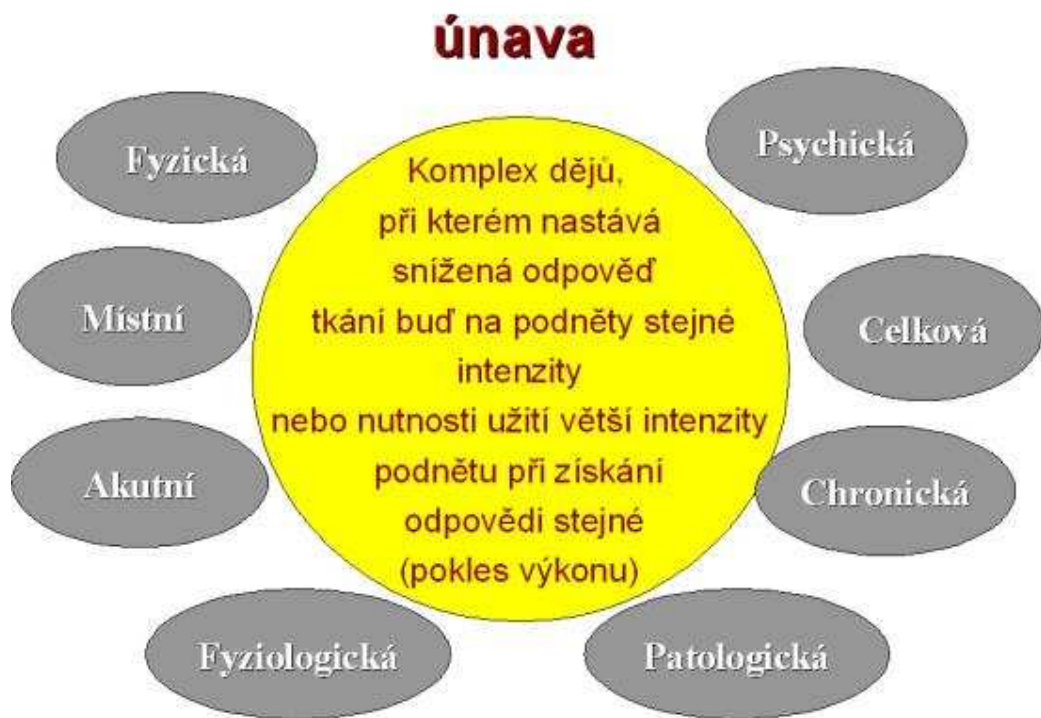 únava
Fyzická
Psychická
Komplex dějů,
při kterém nastává
snížená odpověď
tkání buď na podněty stejné
intenzity
nebo nutnosti užití větší intenzity
podnětu při získání
odpovědi stejné
(pokles výkonu)
Místní
Celková
Akutní
Chronická
Fyziologická
Patologická